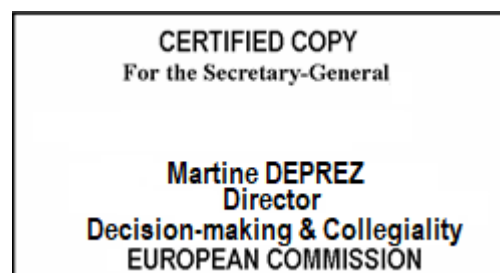 CERTIFIED COPY
For the Secretary-General
Martine DEPREZ
Director
Decision-making & Collegiality
EUROPEAN COMMISSION